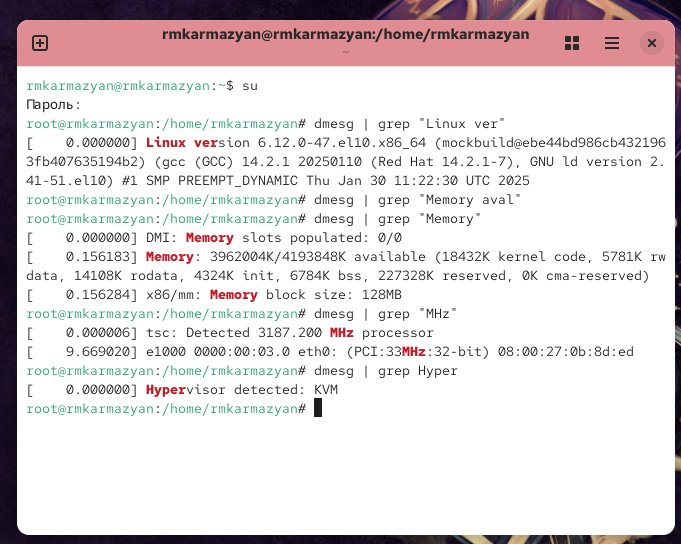 rmkarmazyan@rmkarmazyan:/home/rmkarmazyan
~
rmkarmazyan@rmkarmazyan:~$ su
Пароль:
root@rmkarmazyan:/home/rmkarmazyan# dmesg | grep "Linux ver"
[    0.000000] Linux version 6.12.0-47.el10.x86_64 (mockbuild@ebe44bd986cb432196
3fb407635194b2) (gcc (GCC) 14.2.1 20250110 (Red Hat 14.2.1-7), GNU ld version 2.
41-51.el10) #1 SMP PREEMPT_DYNAMIC Thu Jan 30 11:22:30 UTC 2025
root@rmkarmazyan:/home/rmkarmazyan# dmesg | grep "Memory aval"
root@rmkarmazyan:/home/rmkarmazyan# dmesg | grep "Memory"
[    0.000000] DMI: Memory slots populated: 0/0
[    0.156183] Memory: 3962004K/4193848K available (18432K kernel code, 5781K rw
data, 14108K rodata, 4324K init, 6784K bss, 227328K reserved, 0K cma-reserved)
[    0.156284] x86/mm: Memory block size: 128MB
root@rmkarmazyan:/home/rmkarmazyan# dmesg | grep "MHz"
[    0.000006] tsc: Detected 3187.200 MHz processor
[    9.669020] e1000 0000:00:03.0 eth0: (PCI:33MHz:32-bit) 08:00:27:0b:8d:ed
root@rmkarmazyan:/home/rmkarmazyan# dmesg | grep Hyper
[    0.000000] Hypervisor detected: KVM
root@rmkarmazyan:/home/rmkarmazyan#